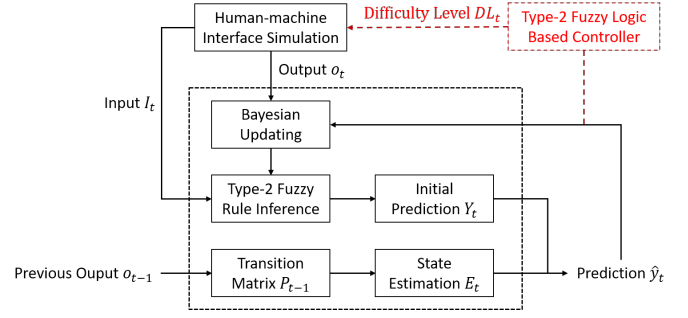 Human-machine
Interface Simulation
Difficulty Level DLₜ
Type-2 Fuzzy Logic
Based Controller
Output oₜ
Input Iₜ
Bayesian
Updating
Type-2 Fuzzy
Rule Inference
Initial
Prediction Yₜ
Previous Ouput oₜ₋₁
Transition
Matrix Pₜ₋₁
State
Estimation Eₜ
Prediction ŷₜ